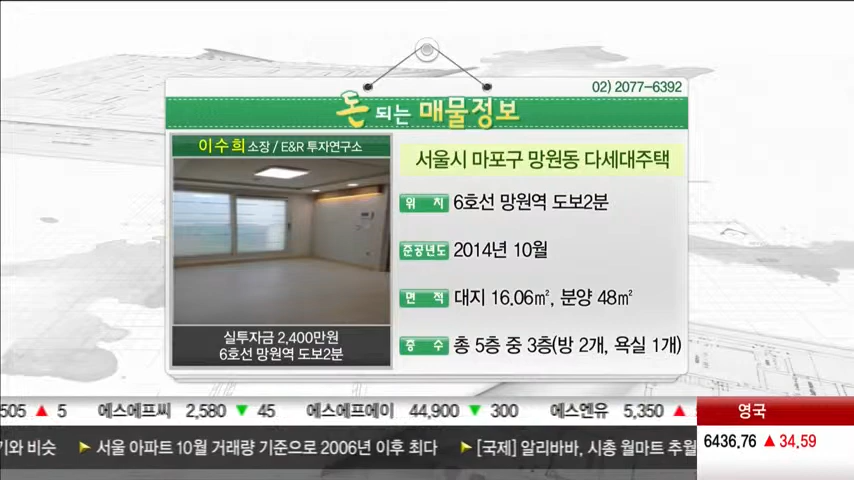 02) 2077-6392
돈 되는 매물정보
이수희 소장 / E&R 투자연구소
서울시 마포구 망원동 다세대주택
위 치 6호선 망원역 도보2분
준공년도 2014년 10월
면 적 대지 16.06㎡, 분양 48㎡
층 수 총 5층 중 3층(방 2개, 욕실 1개)
실투자금 2,400만원
6호선 망원역 도보2분
505 ▲ 5 에스에프씨 2,580 ▼ 45 에스에프에이 44,900 ▼ 300 에스엔유 5,350 ▲
영국
6436.76 ▲ 34.59
기와 비슷 ▶ 서울 아파트 10월 거래량 기준으로 2006년 이후 최다 ▶ [국제] 알리바바, 시총 월마트 추월